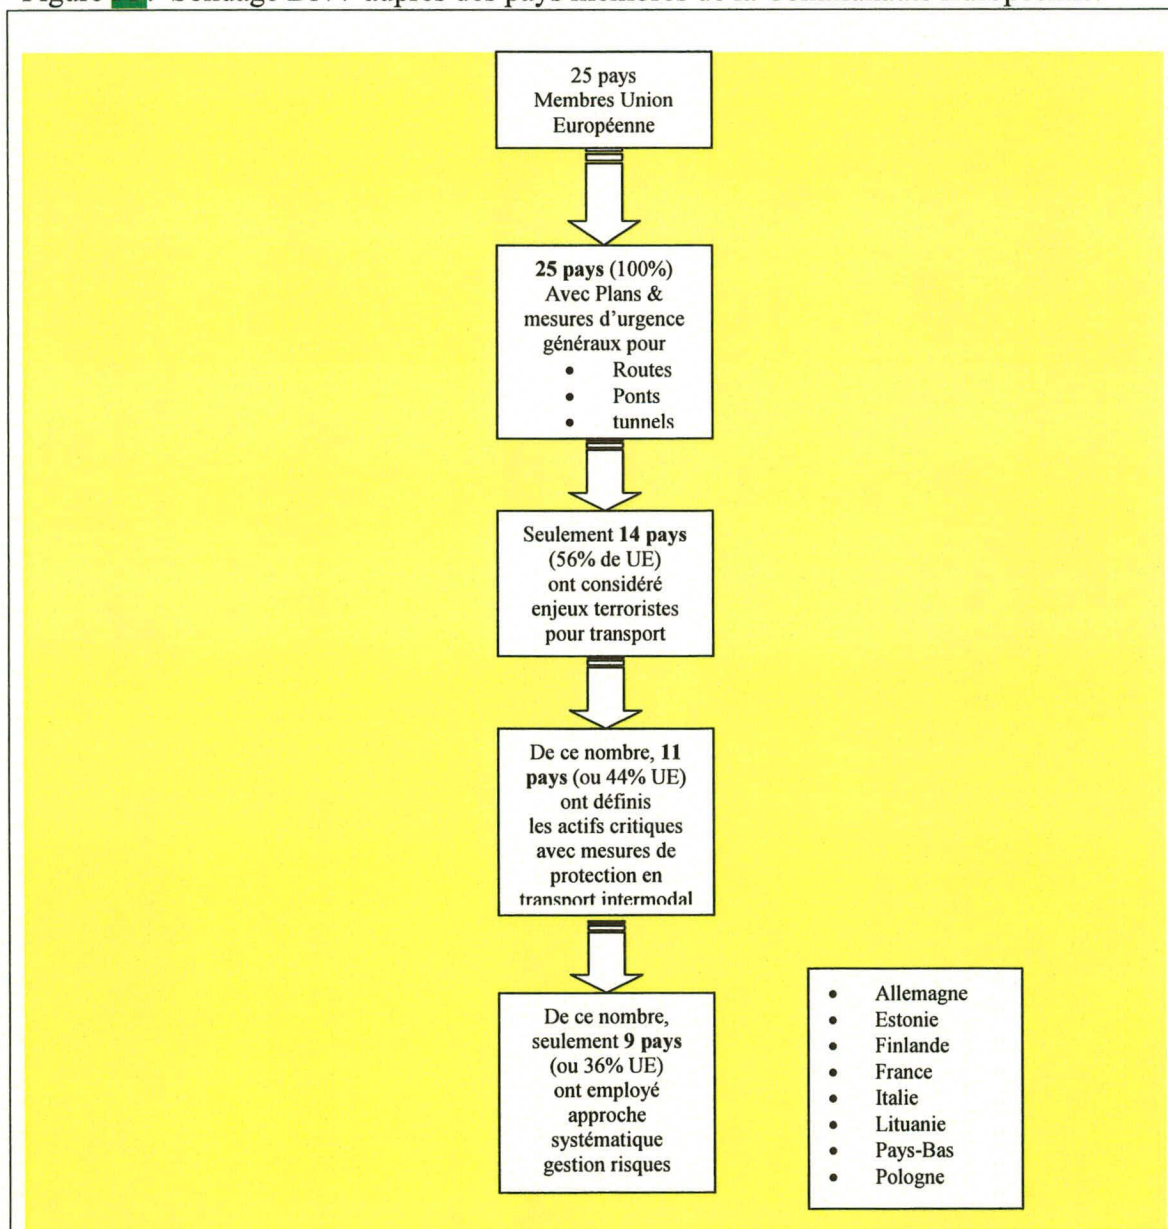 Figure
25 pays
Membres Union
Européenne
25 pays (100%)
Avec Plans &
mesures d'urgence
généraux pour
• Routes
• Ponts
• tunnels
Seulement 14 pays
(56% de UE)
ont considéré
enjeux terroristes
pour transport
De ce nombre, 11
pays (ou 44% UE)
ont définis
les actifs critiques
avec mesures de
protection en
transport intermodal
De ce nombre,
seulement 9 pays
(ou 36% UE)
ont employé
approche
systématique
gestion risques
• Allemagne
• Estonie
• Finlande
• France
• Italie
• Lituanie
• Pays-Bas
• Pologne